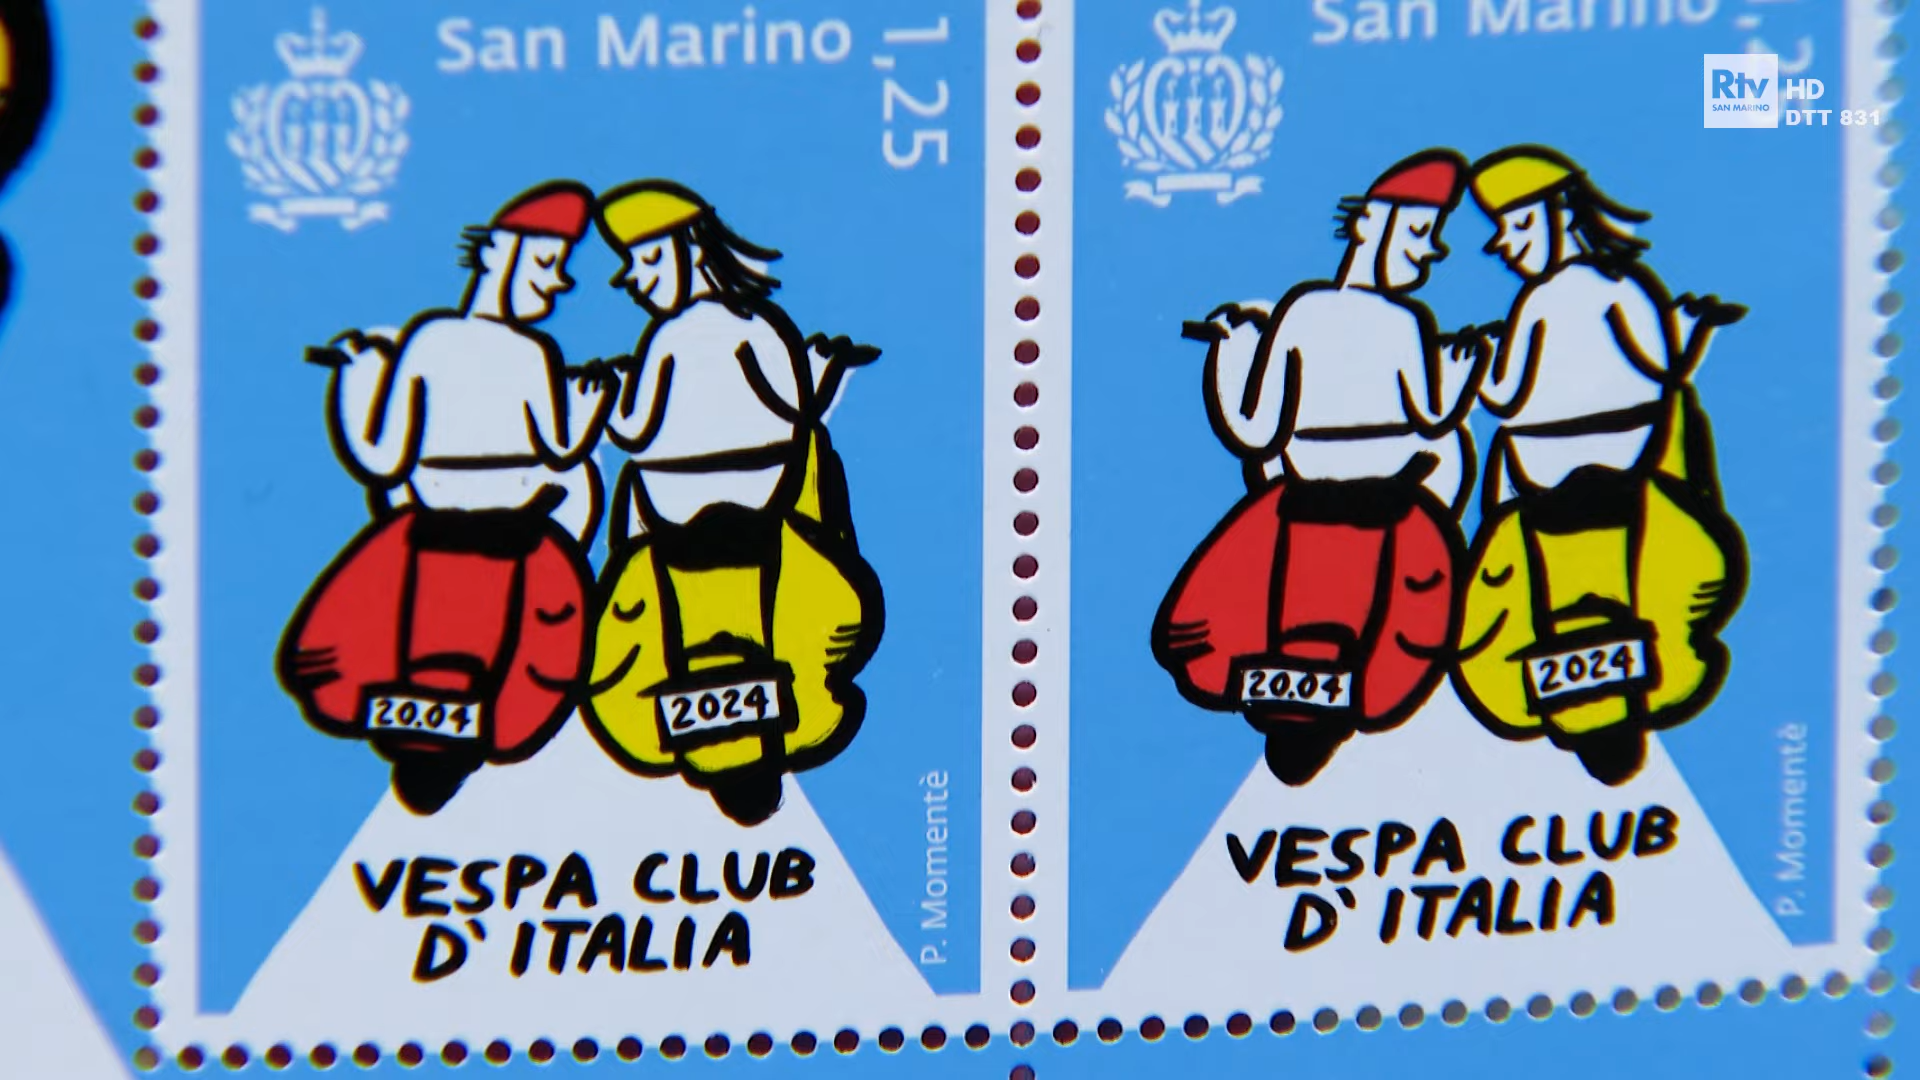 San Marino
1,25
20.04
2024
P. Momentè
VESPA CLUB
D'ITALIA
San Marino
20.04
2024
P. Momentè
VESPA CLUB
D'ITALIA
Rtv
SAN MARINO
HD
DTT 831